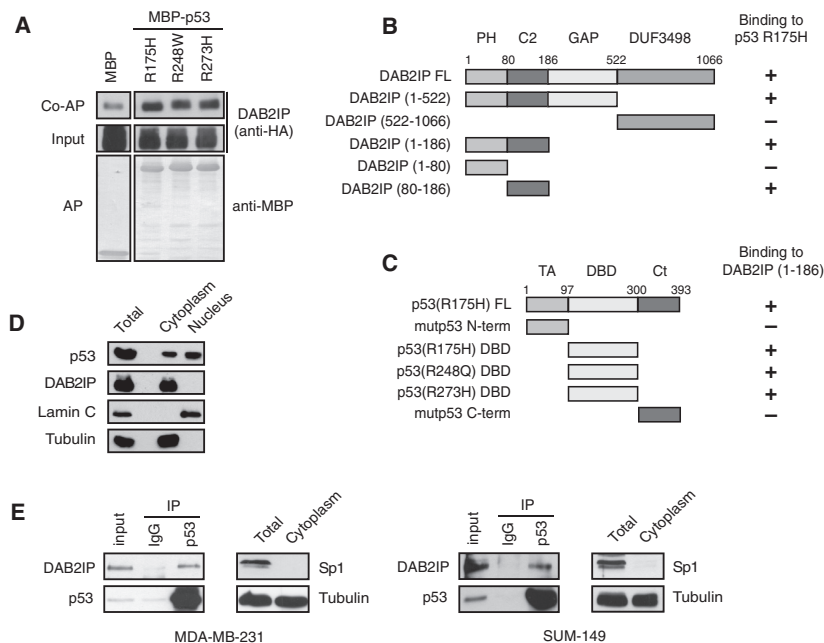 A
MBP-p53
MBP
R175H
R248W
R273H
Co-AP
Input
DAB2IP
(anti-HA)
AP
anti-MBP
B
PH C2 GAP DUF3498
Binding to
p53 R175H
1 80 186 522 1066
DAB2IP FL +
DAB2IP (1-522) +
DAB2IP (522-1066) –
DAB2IP (1-186) +
DAB2IP (1-80) –
DAB2IP (80-186) +
C
TA DBD Ct
Binding to
DAB2IP (1-186)
1 97 300 393
p53(R175H) FL +
mutp53 N-term –
p53(R175H) DBD +
p53(R248Q) DBD +
p53(R273H) DBD +
mutp53 C-term –
D
Total
Cytoplasm
Nucleus
p53
DAB2IP
Lamin C
Tubulin
E
IP
input
IgG
p53
Total
Cytoplasm
DAB2IP
Sp1
p53
Tubulin
MDA-MB-231
IP
input
IgG
p53
Total
Cytoplasm
DAB2IP
Sp1
p53
Tubulin
SUM-149